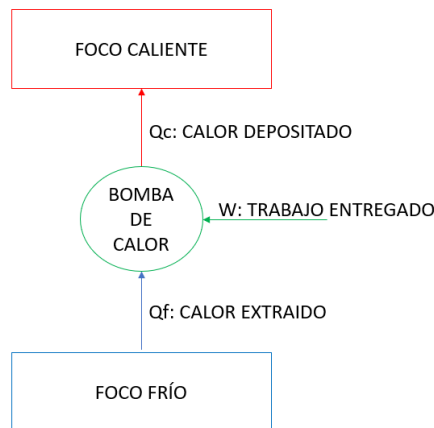 FOCO CALIENTE
Qc: CALOR DEPOSITADO
BOMBA
DE
CALOR
W: TRABAJO ENTREGADO
Qf: CALOR EXTRAIDO
FOCO FRÍO